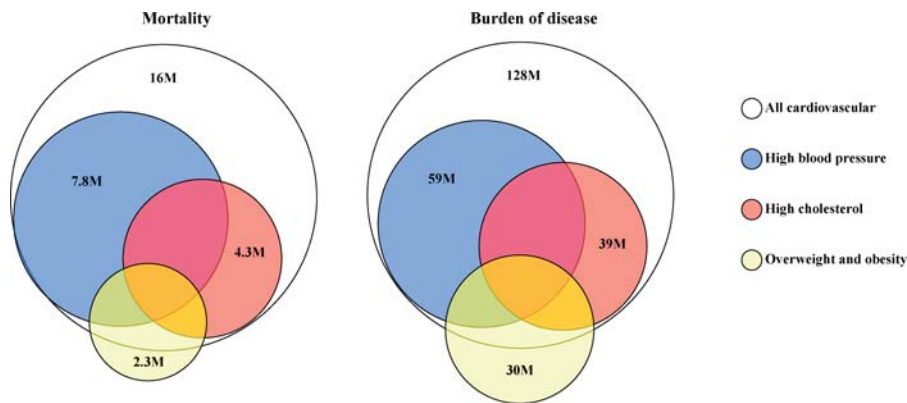 Mortality
16M
7.8M
4.3M
2.3M
Burden of disease
128M
59M
39M
30M
All cardiovascular
High blood pressure
High cholesterol
Overweight and obesity